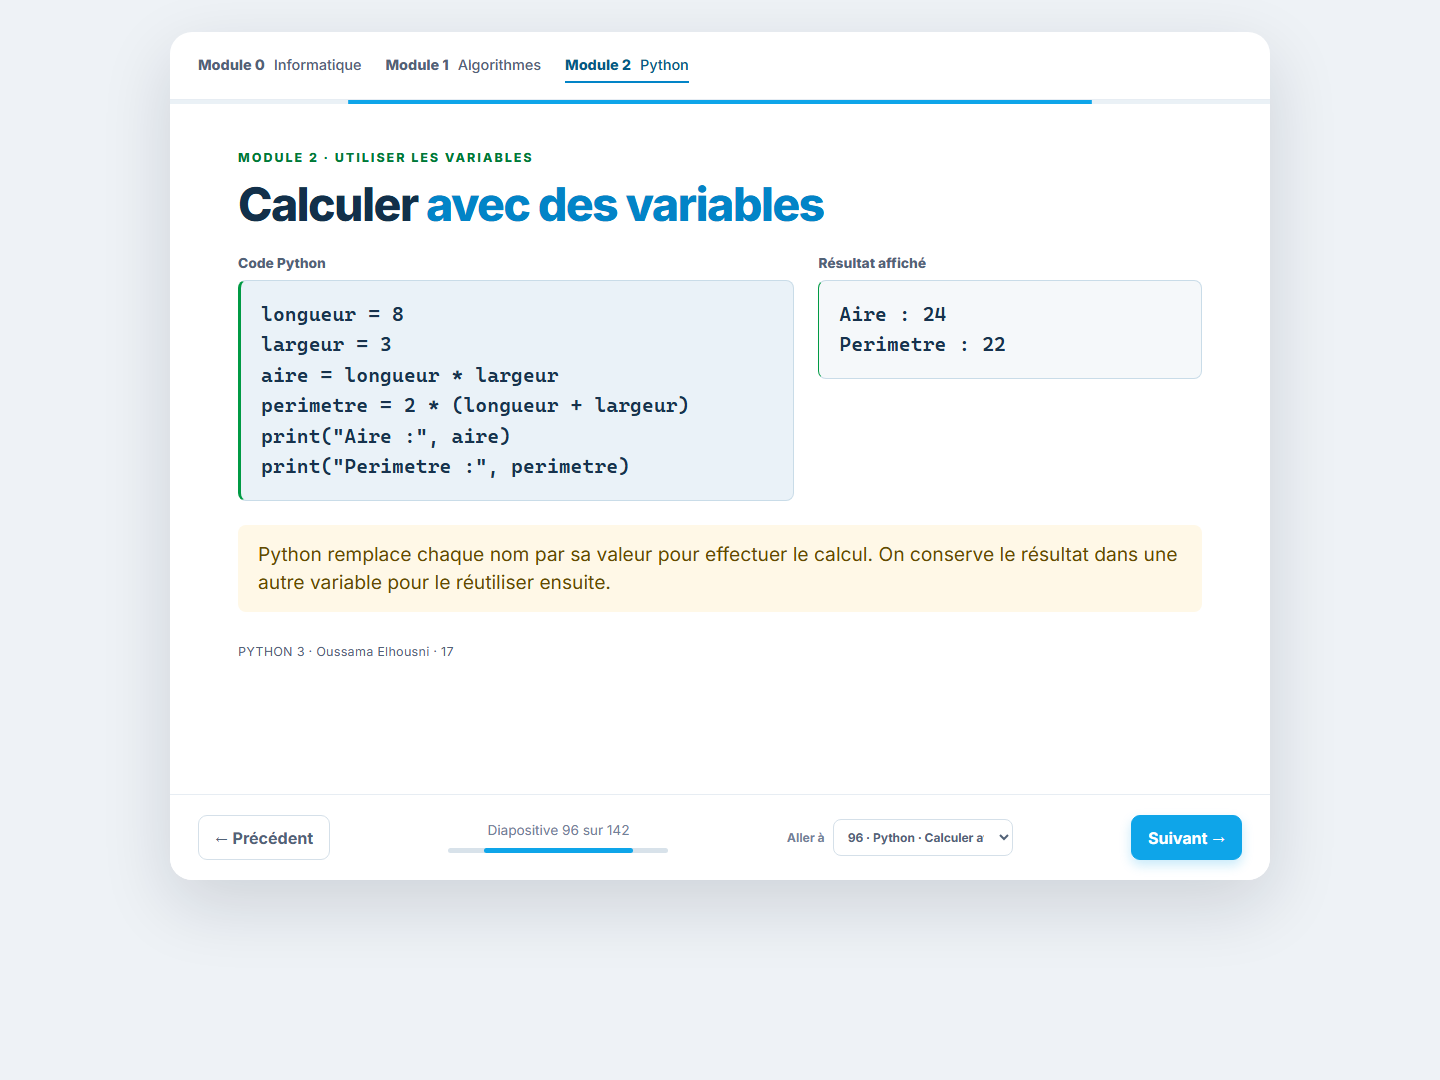 Module 0 Informatique Module 1 Algorithmes Module 2 Python
MODULE 2 · UTILISER LES VARIABLES
Calculer avec des variables
Code Python
longueur = 8
largeur = 3
aire = longueur * largeur
perimetre = 2 * (longueur + largeur)
print("Aire :", aire)
print("Perimetre :", perimetre)
Résultat affiché
Aire : 24
Perimetre : 22
Python remplace chaque nom par sa valeur pour effectuer le calcul. On conserve le résultat dans une
autre variable pour le réutiliser ensuite.
PYTHON 3 · Oussama Elhousni · 17
← Précédent
Diapositive 96 sur 142
Aller à
96 · Python · Calculer a
Suivant →